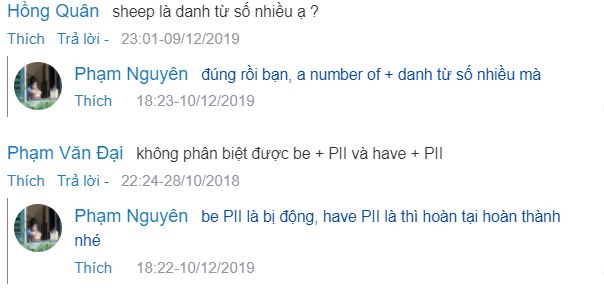 Hồng Quân sheep là danh từ số nhiều ạ ?
Thích Trả lời - 23:01-09/12/2019
Phạm Nguyên đúng rồi bạn, a number of + danh từ số nhiều mà
Thích 18:23-10/12/2019
Phạm Văn Đại không phân biệt được be + PII và have + PII
Thích Trả lời - 22:24-28/10/2018
Phạm Nguyên be PII là bị động, have PII là thì hoàn tại hoàn thành
nhé
Thích 18:22-10/12/2019